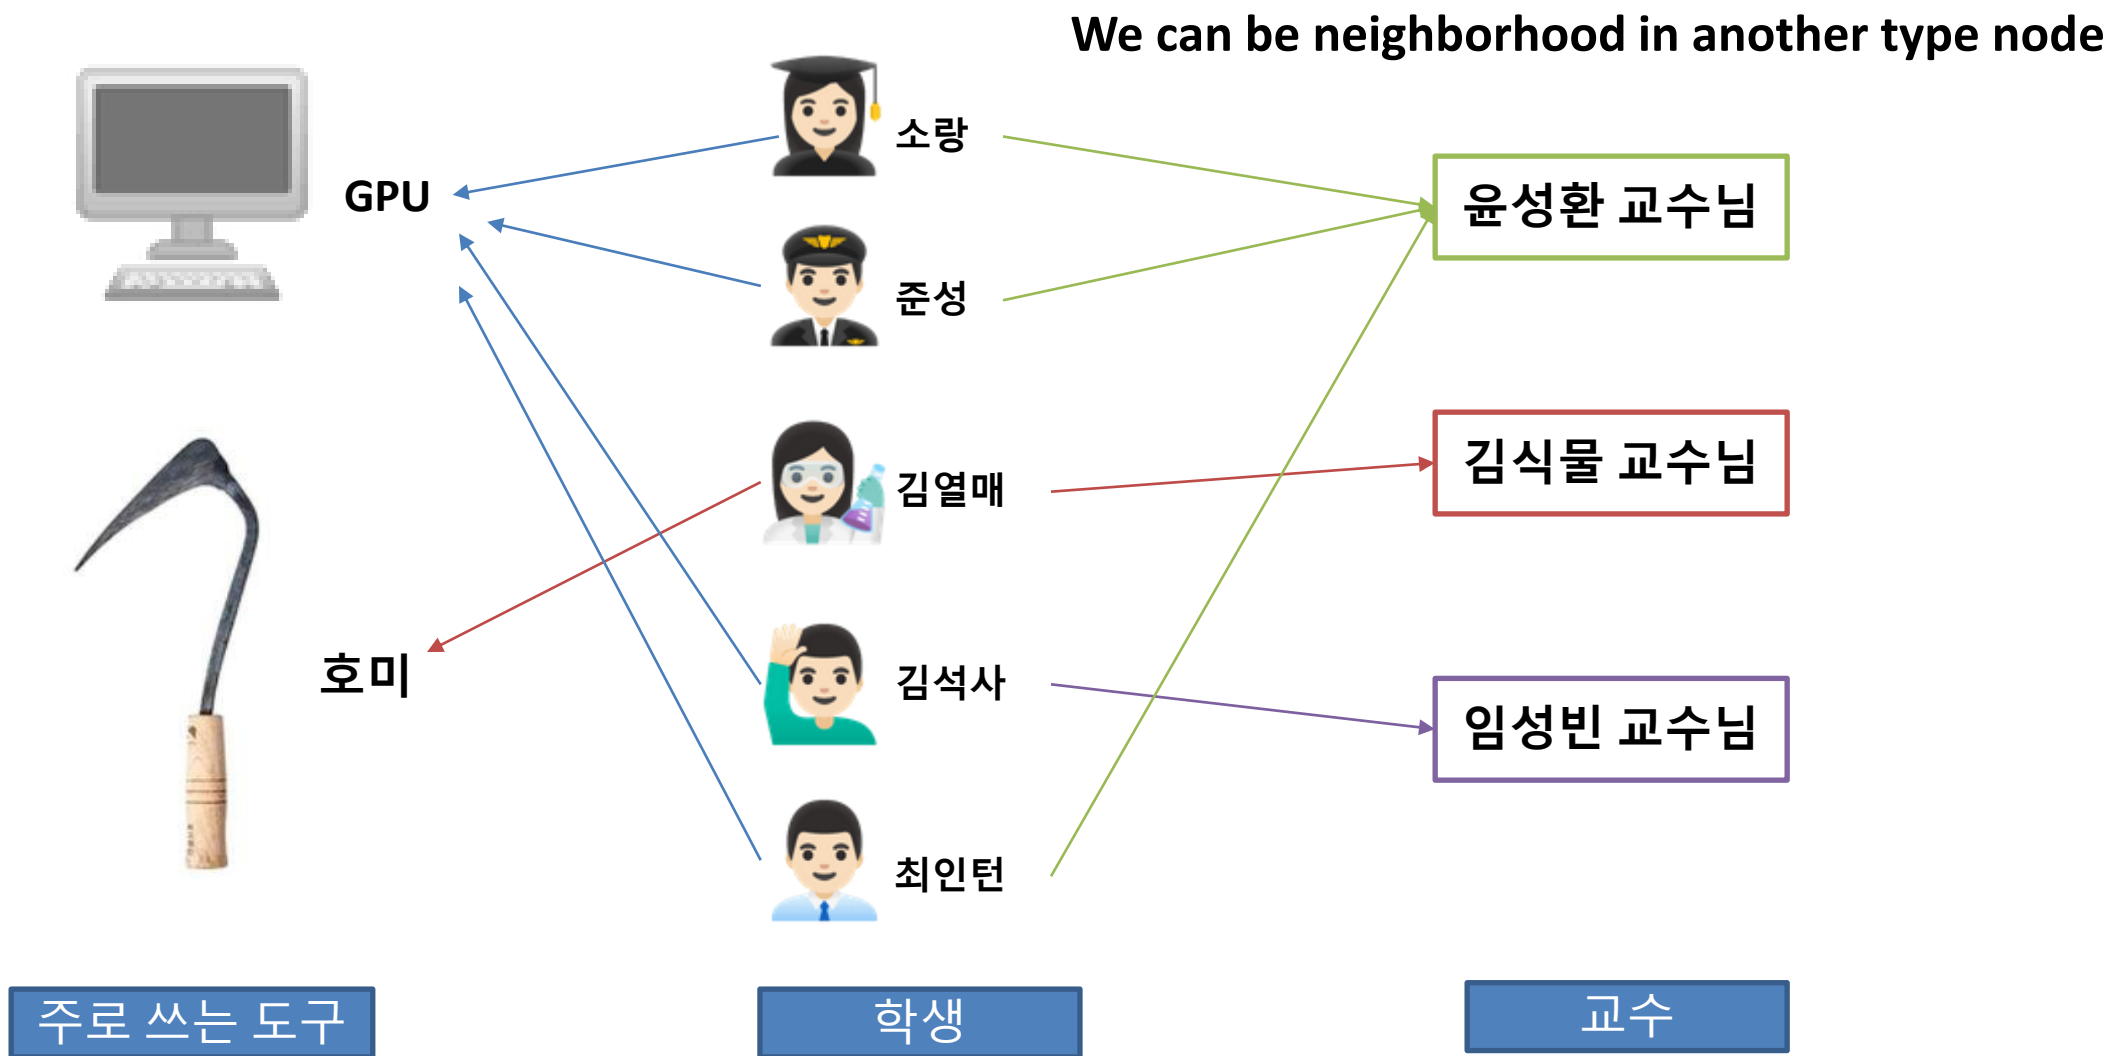 We can be neighborhood in another type node
소랑
GPU
윤성환 교수님
준성
김식물 교수님
김열매
호미
김석사
임성빈 교수님
최인턴
주로 쓰는 도구
학생
교수